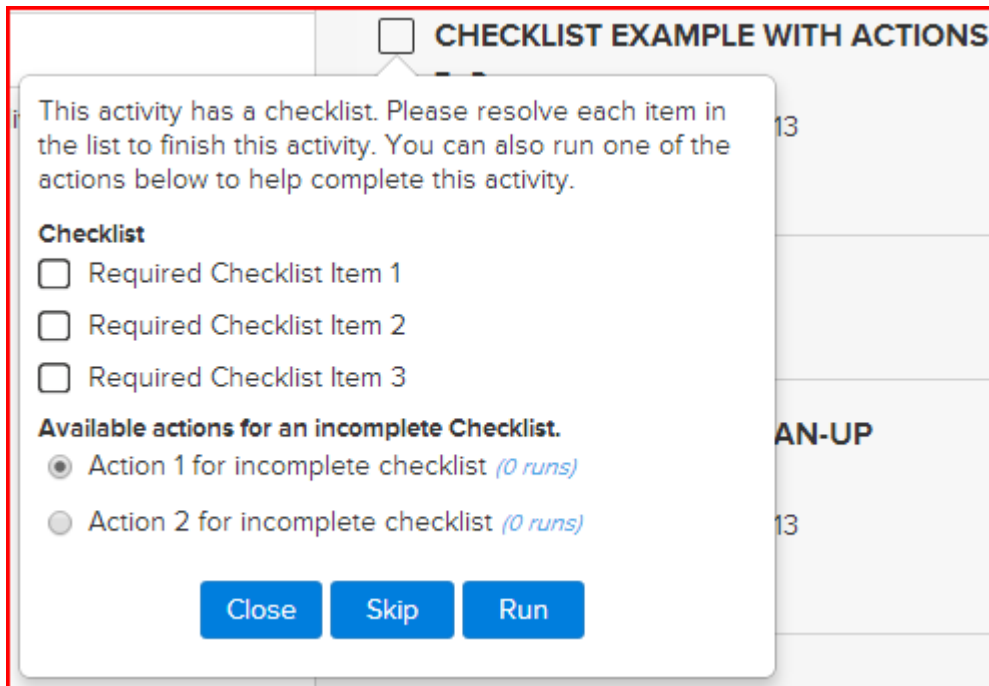 CHECKLIST EXAMPLE WITH ACTIONS
This activity has a checklist. Please resolve each item in
the list to finish this activity. You can also run one of the
actions below to help complete this activity.
13
Checklist
Required Checklist Item 1
Required Checklist Item 2
Required Checklist Item 3
Available actions for an incomplete Checklist.
AN-UP
Action 1 for incomplete checklist (0 runs)
Action 2 for incomplete checklist (0 runs)
13
Close Skip Run